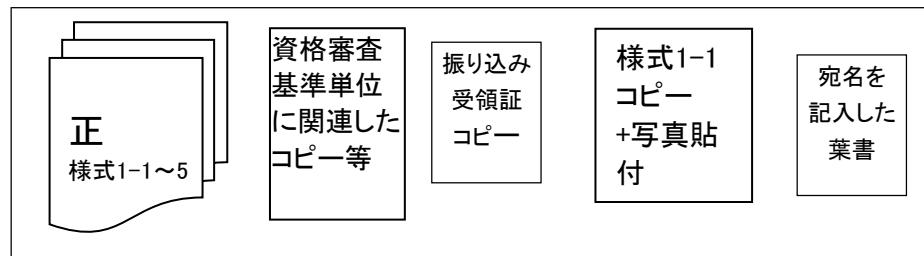 正
様式1-1～5
資格審査
基準単位
に関連した
コピー等
振り込み
受領証
コピー
様式1-1
コピー
+写真貼
付
宛名を
記入した
葉書